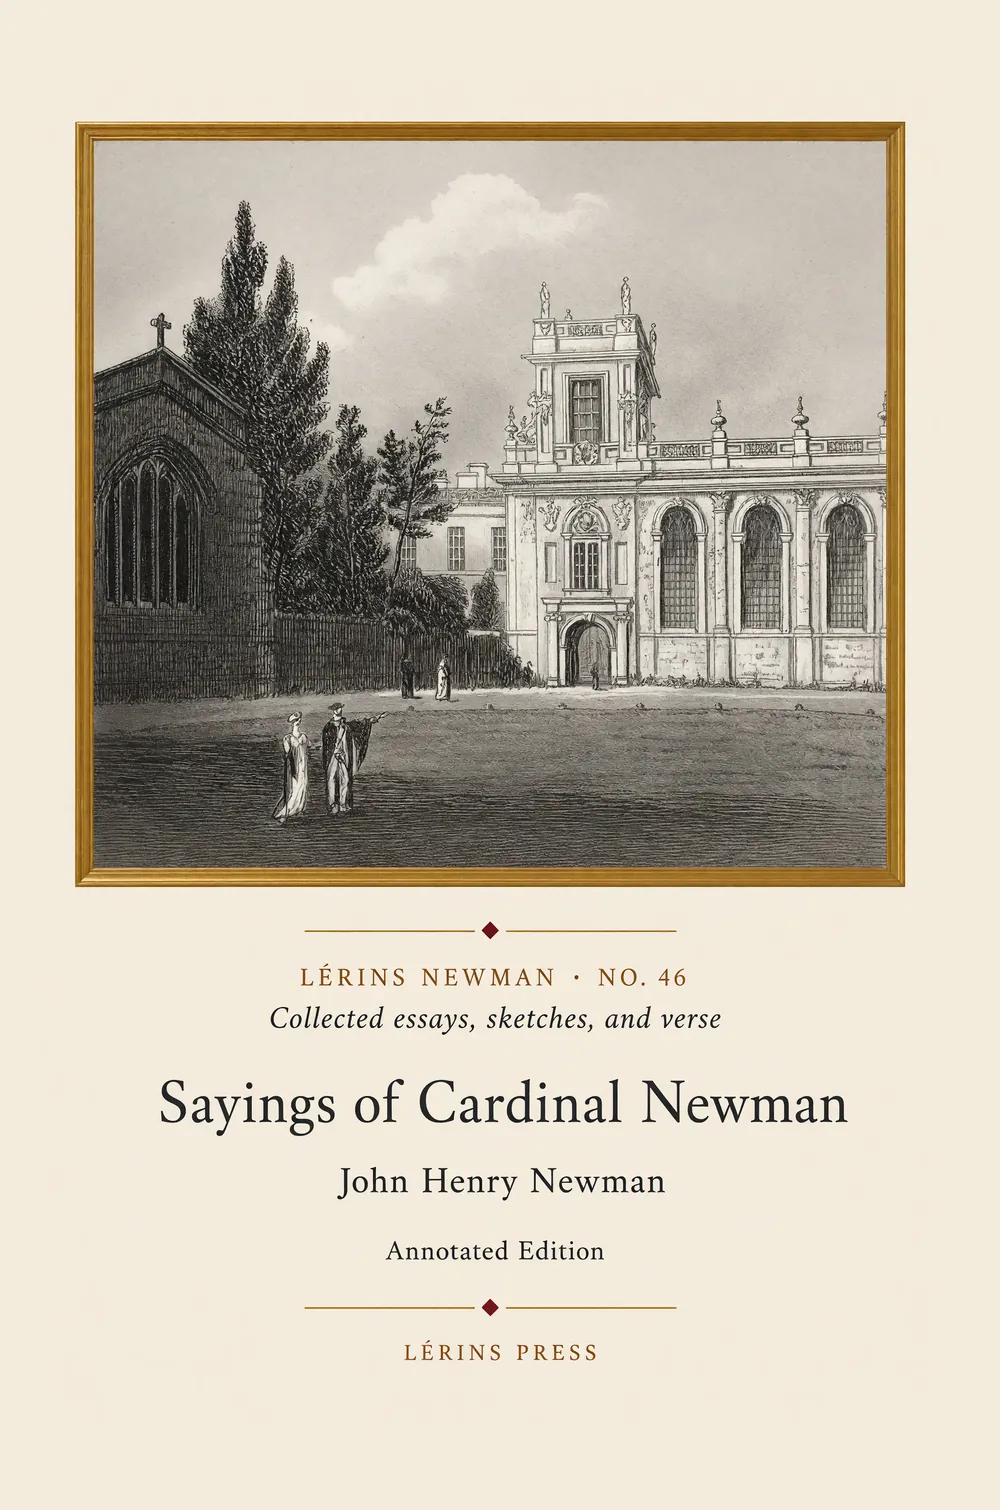 LÉRINS NEWMAN · NO. 46
Collected essays, sketches, and verse
Sayings of Cardinal Newman
John Henry Newman
Annotated Edition
LÉRINS PRESS